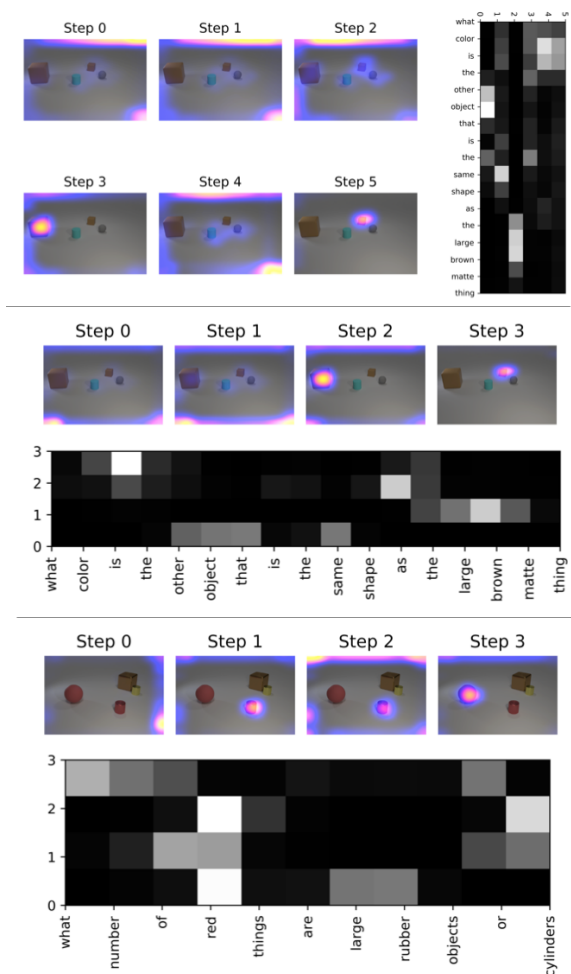 Step 0 Step 1 Step 2
Step 3 Step 4 Step 5
0 1 2 3 4 5
what
color
is
the
other
object
that
is
the
same
shape
as
the
large
brown
matte
thing
Step 0 Step 1 Step 2 Step 3
3
2
1
0
what color is the other object that is the same shape as the large brown matte thing
Step 0 Step 1 Step 2 Step 3
3
2
1
0
what number of red things are large rubber objects or cylinders